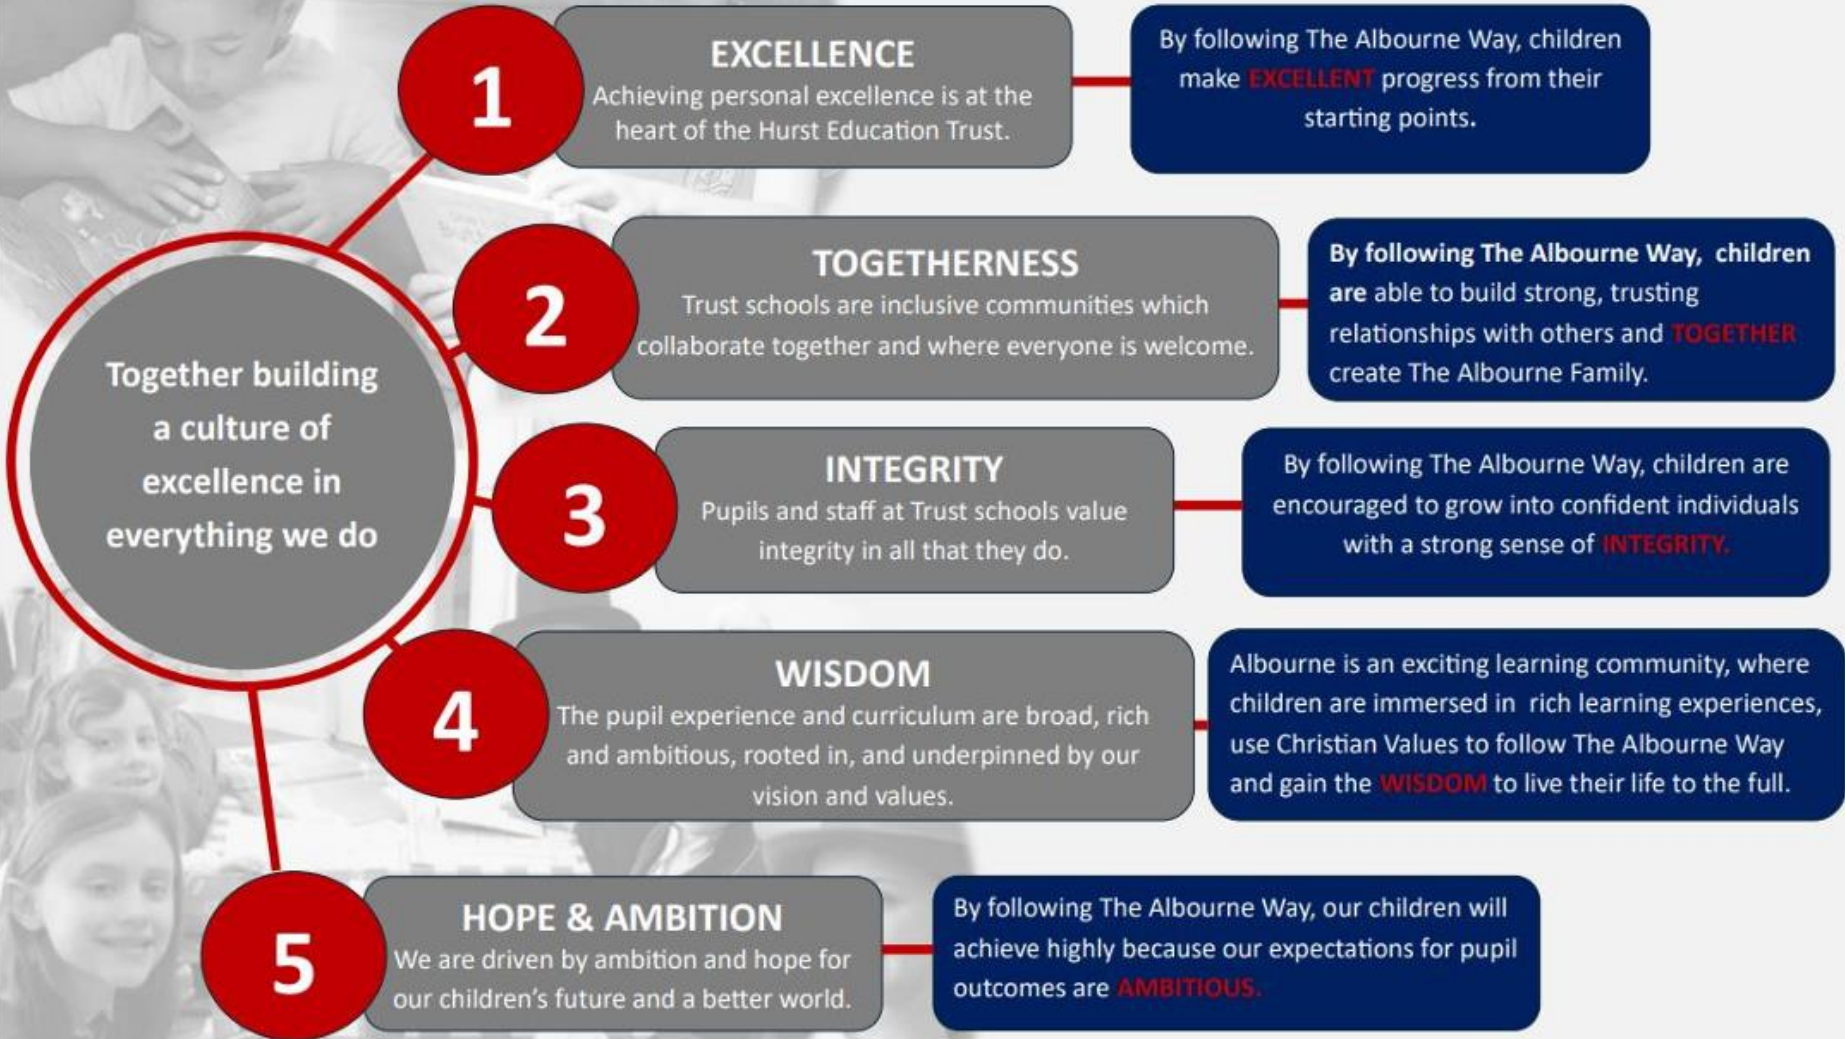 Together building
a culture of
excellence in
everything we do
1
EXCELLENCE
Achieving personal excellence is at the
heart of the Hurst Education Trust.
By following The Albourne Way, children
make EXCELLENT progress from their
starting points.
2
TOGETHERNESS
Trust schools are inclusive communities which
collaborate together and where everyone is welcome.
By following The Albourne Way,  children
are able to build strong, trusting
relationships with others and TOGETHER
create The Albourne Family.
3
INTEGRITY
Pupils and staff at Trust schools value
integrity in all that they do.
By following The Albourne Way, children are
encouraged to grow into confident individuals
with a strong sense of INTEGRITY.
4
WISDOM
The pupil experience and curriculum are broad, rich
and ambitious, rooted in, and underpinned by our
vision and values.
Albourne is an exciting learning community, where
children are immersed in  rich learning experiences,
use Christian Values to follow The Albourne Way
and gain the WISDOM to live their life to the full.
5
HOPE & AMBITION
We are driven by ambition and hope for
our children's future and a better world.
By following The Albourne Way, our children will
achieve highly because our expectations for pupil
outcomes are AMBITIOUS.